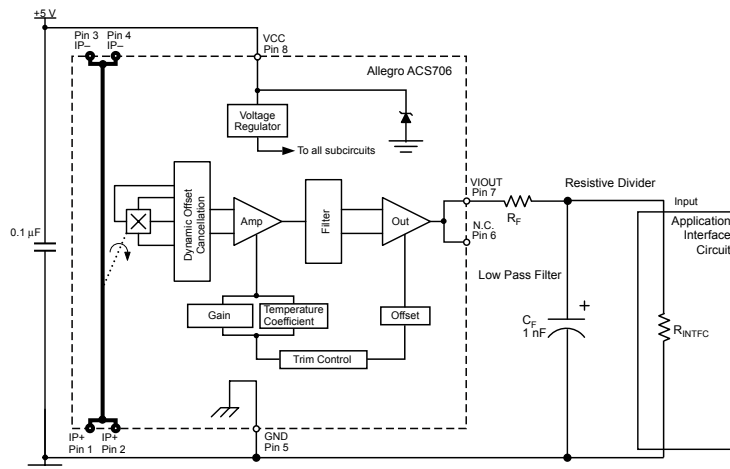 +5 V
Pin 3 Pin 4
IP– IP–
VCC
Pin 8
Allegro ACS706
Voltage
Regulator
To all subcircuits
Dynamic Offset
Cancellation
Amp
Filter
Out
VIOUT
Pin 7
N.C.
Pin 6
RF
Resistive Divider
Input
Application
Interface
Circuit
0.1 µF
Low Pass Filter
Gain
Temperature
Coefficient
Offset
Trim Control
CF
1 nF
+
RINTFC
IP+ IP+
Pin 1 Pin 2
GND
Pin 5